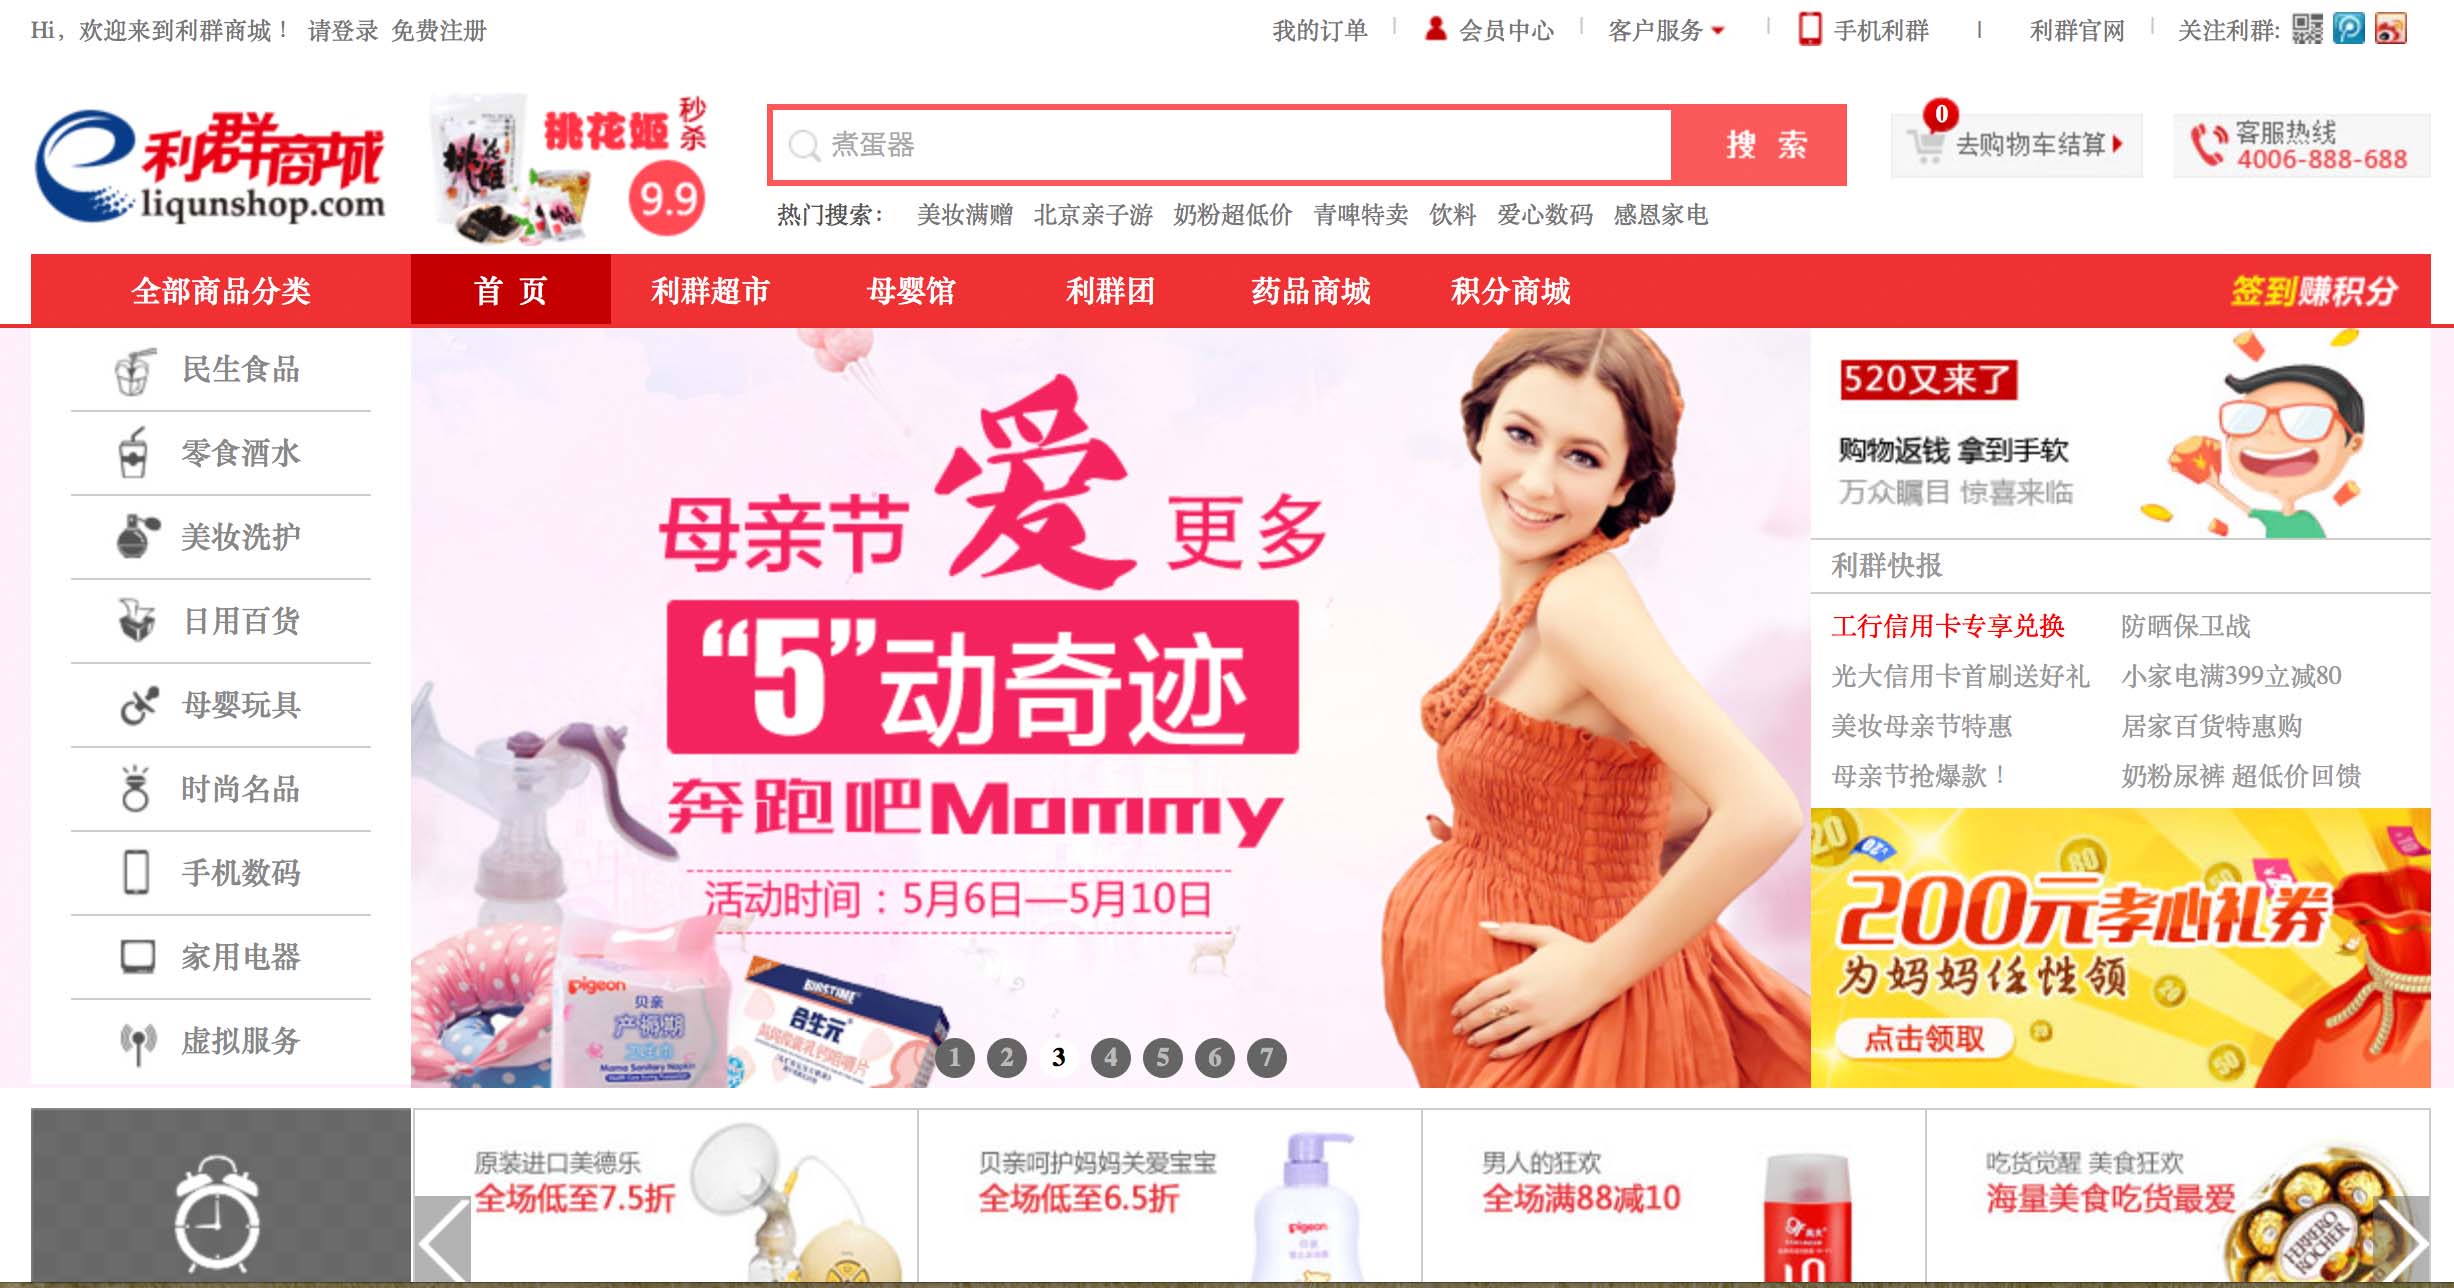 Hi，欢迎来到利群商城！ 请登录 免费注册
我的订单 | 会员中心 | 客户服务 | 手机利群 | 利群官网 | 关注利群:
利群商城
liqunshop.com
桃花姬
秒杀
9.9
煮蛋器
搜 索
0
去购物车结算
客服热线
4006-888-688
热门搜索： 美妆满赠 北京亲子游 奶粉超低价 青啤特卖 饮料 爱心数码 感恩家电
全部商品分类 首 页 利群超市 母婴馆 利群团 药品商城 积分商城 签到赚积分
民生食品
零食酒水
美妆洗护
日用百货
母婴玩具
时尚名品
手机数码
家用电器
虚拟服务
母亲节爱更多
“5”动奇迹
奔跑吧Mommy
活动时间：5月6日—5月10日
pigeon
贝亲
产褥期
卫生巾
Mama Sanitary Napkin
BIOSTIME
合生元
1 2 3 4 5 6 7
520又来了
购物返钱 拿到手软
万众瞩目 惊喜来临
利群快报
工行信用卡专享兑换 防晒保卫战
光大信用卡首刷送好礼 小家电满399立减80
美妆母亲节特惠 居家百货特惠购
母亲节抢爆款！ 奶粉尿裤 超低价回馈
200元孝心礼券
为妈妈任性领
点击领取
原装进口美德乐
全场低至7.5折
贝亲呵护妈妈关爱宝宝
全场低至6.5折
pigeon
男人的狂欢
全场满88减10
吃货觉醒 美食狂欢
海量美食吃货最爱
FERRERO
ROCHER